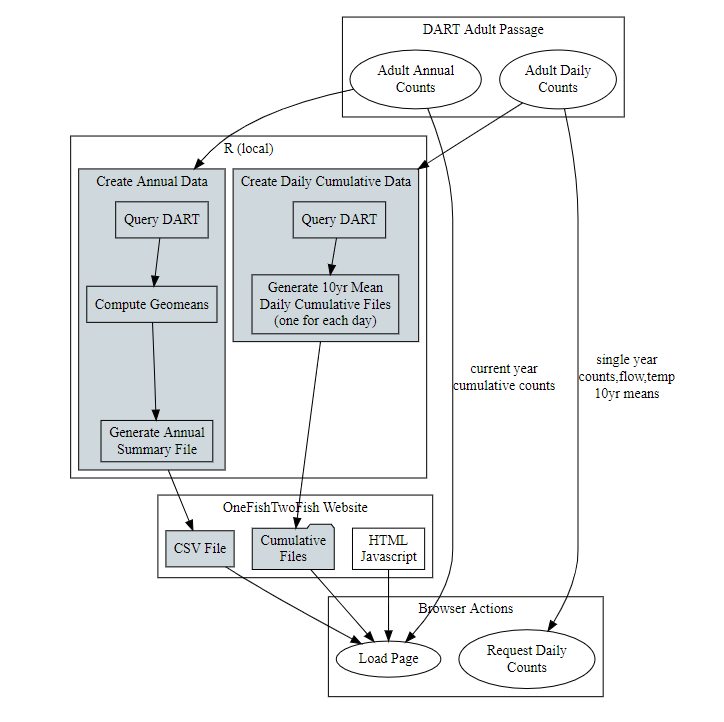 DART Adult Passage
Adult Annual
Counts
Adult Daily
Counts
R (local)
Create Annual Data
Create Daily Cumulative Data
Query DART
Query DART
Compute Geomeans
Generate 10yr Mean
Daily Cumulative Files
(one for each day)
current year
cumulative counts
single year
counts,flow,temp
10yr means
Generate Annual
Summary File
OneFishTwoFish Website
CSV File
Cumulative
Files
HTML
Javascript
Browser Actions
Load Page
Request Daily
Counts